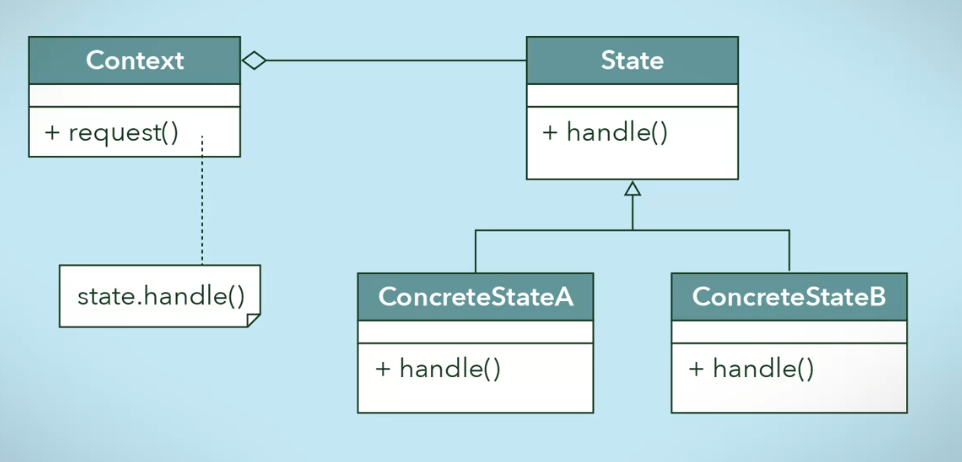 Context
+ request()
state.handle()
State
+ handle()
ConcreteStateA
+ handle()
ConcreteStateB
+ handle()